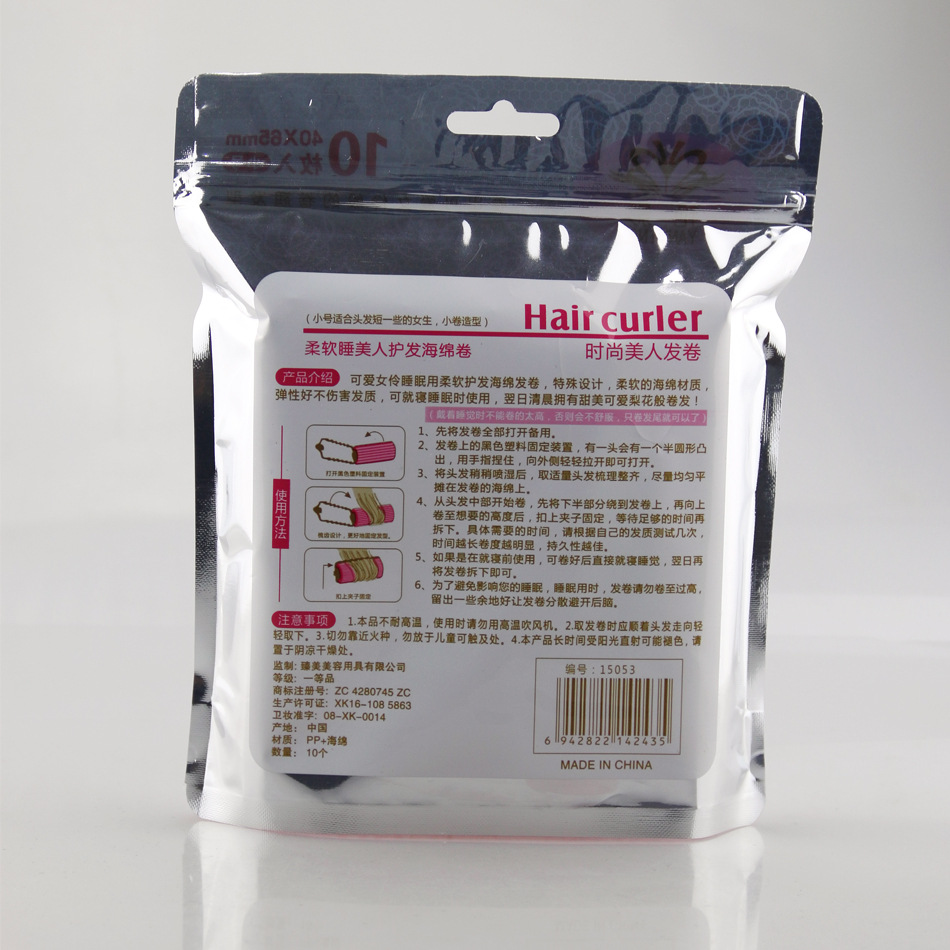 40X65mm
10枚入
(小号适合头发短一些的女生，小卷造型)
Hair curler
柔软睡美人护发海绵卷
时尚美人发卷
产品介绍 可爱女伶睡眠用柔软护发海绵发卷，特殊设计，柔软的海绵材质，
弹性好不伤害发质，可就寝睡眠时使用，翌日清晨拥有甜美可爱梨花般卷发！
(戴着睡觉时不能卷的太高，否则会不舒服，只卷发尾就可以了)
使用方法
打开黑色塑料固定装置
梳齿设计，更好地固定发型。
扣上夹子固定
1、先将发卷全部打开备用。
2、发卷上的黑色塑料固定装置，有一头会有一个半圆形凸
出，用手指捏住，向外侧轻轻拉开即可打开。
3、将头发稍稍喷湿后，取适量头发梳理整齐，尽量均匀平
摊在发卷的海绵上。
4、从头发中部开始卷，先将下半部分绕到发卷上，再向上
卷至想要的高度后，扣上夹子固定，等待足够的时间再
拆下。具体需要的时间，请根据自己的发质测试几次，
时间越长卷度越明显，持久性越佳。
5、如果是在就寝前使用，可卷好后直接就寝睡觉，翌日再
将发卷拆下即可。
6、为了避免影响您的睡眠，睡眠用时，发卷请勿卷至过高，
留出一些余地好让发卷分散避开后脑。
注意事项 1.本品不耐高温，使用时请勿用高温吹风机。2.取发卷时应顺着头发走向轻
轻取下。3.切勿靠近火种，勿放于儿童可触及处。4.本产品长时间受阳光直射可能褪色，请
置于阴凉干燥处。
监制：臻美美容用具有限公司
等级：一等品
商标注册号：ZC 4280745 ZC
生产许可证：XK16-108 5863
卫妆准字：08-XK-0014
产地： 中国
材质： PP+海绵
数量： 10个
编号：15053
6 942822 142435
MADE IN CHINA